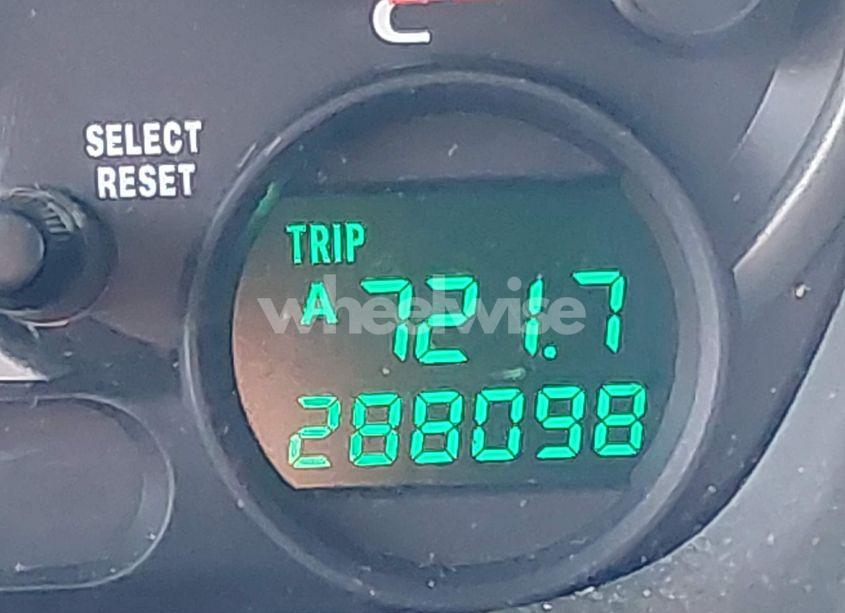 C
SELECT
RESET
TRIP
A 721.7
wheelwise
288098